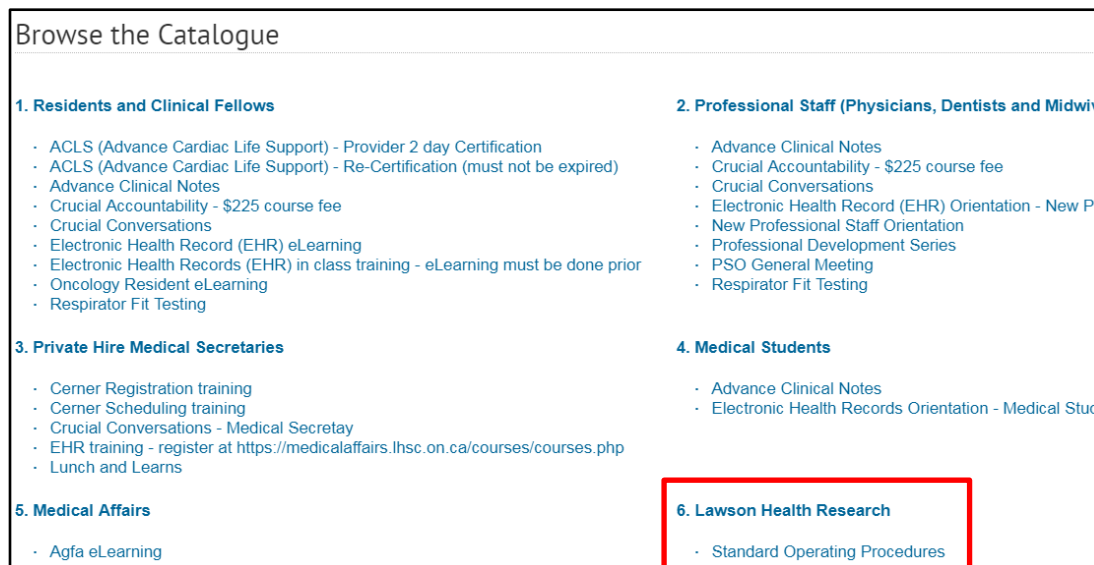 Browse the Catalogue
1. Residents and Clinical Fellows
· ACLS (Advance Cardiac Life Support) - Provider 2 day Certification
· ACLS (Advance Cardiac Life Support) - Re-Certification (must not be expired)
· Advance Clinical Notes
· Crucial Accountability - $225 course fee
· Crucial Conversations
· Electronic Health Record (EHR) eLearning
· Electronic Health Records (EHR) in class training - eLearning must be done prior
· Oncology Resident eLearning
· Respirator Fit Testing
2. Professional Staff (Physicians, Dentists and
· Advance Clinical Notes
· Crucial Accountability - $225 course fee
· Crucial Conversations
· Electronic Health Record (EHR) Orientation - New
· New Professional Staff Orientation
· Professional Development Series
· PSO General Meeting
· Respirator Fit Testing
3. Private Hire Medical Secretaries
· Cerner Registration training
· Cerner Scheduling training
· Crucial Conversations - Medical Secretay
· EHR training - register at https://medicalaffairs.lhsc.on.ca/courses/courses.php
· Lunch and Learns
4. Medical Students
· Advance Clinical Notes
· Electronic Health Records Orientation - Medical
5. Medical Affairs
· Agfa eLearning
6. Lawson Health Research
· Standard Operating Procedures